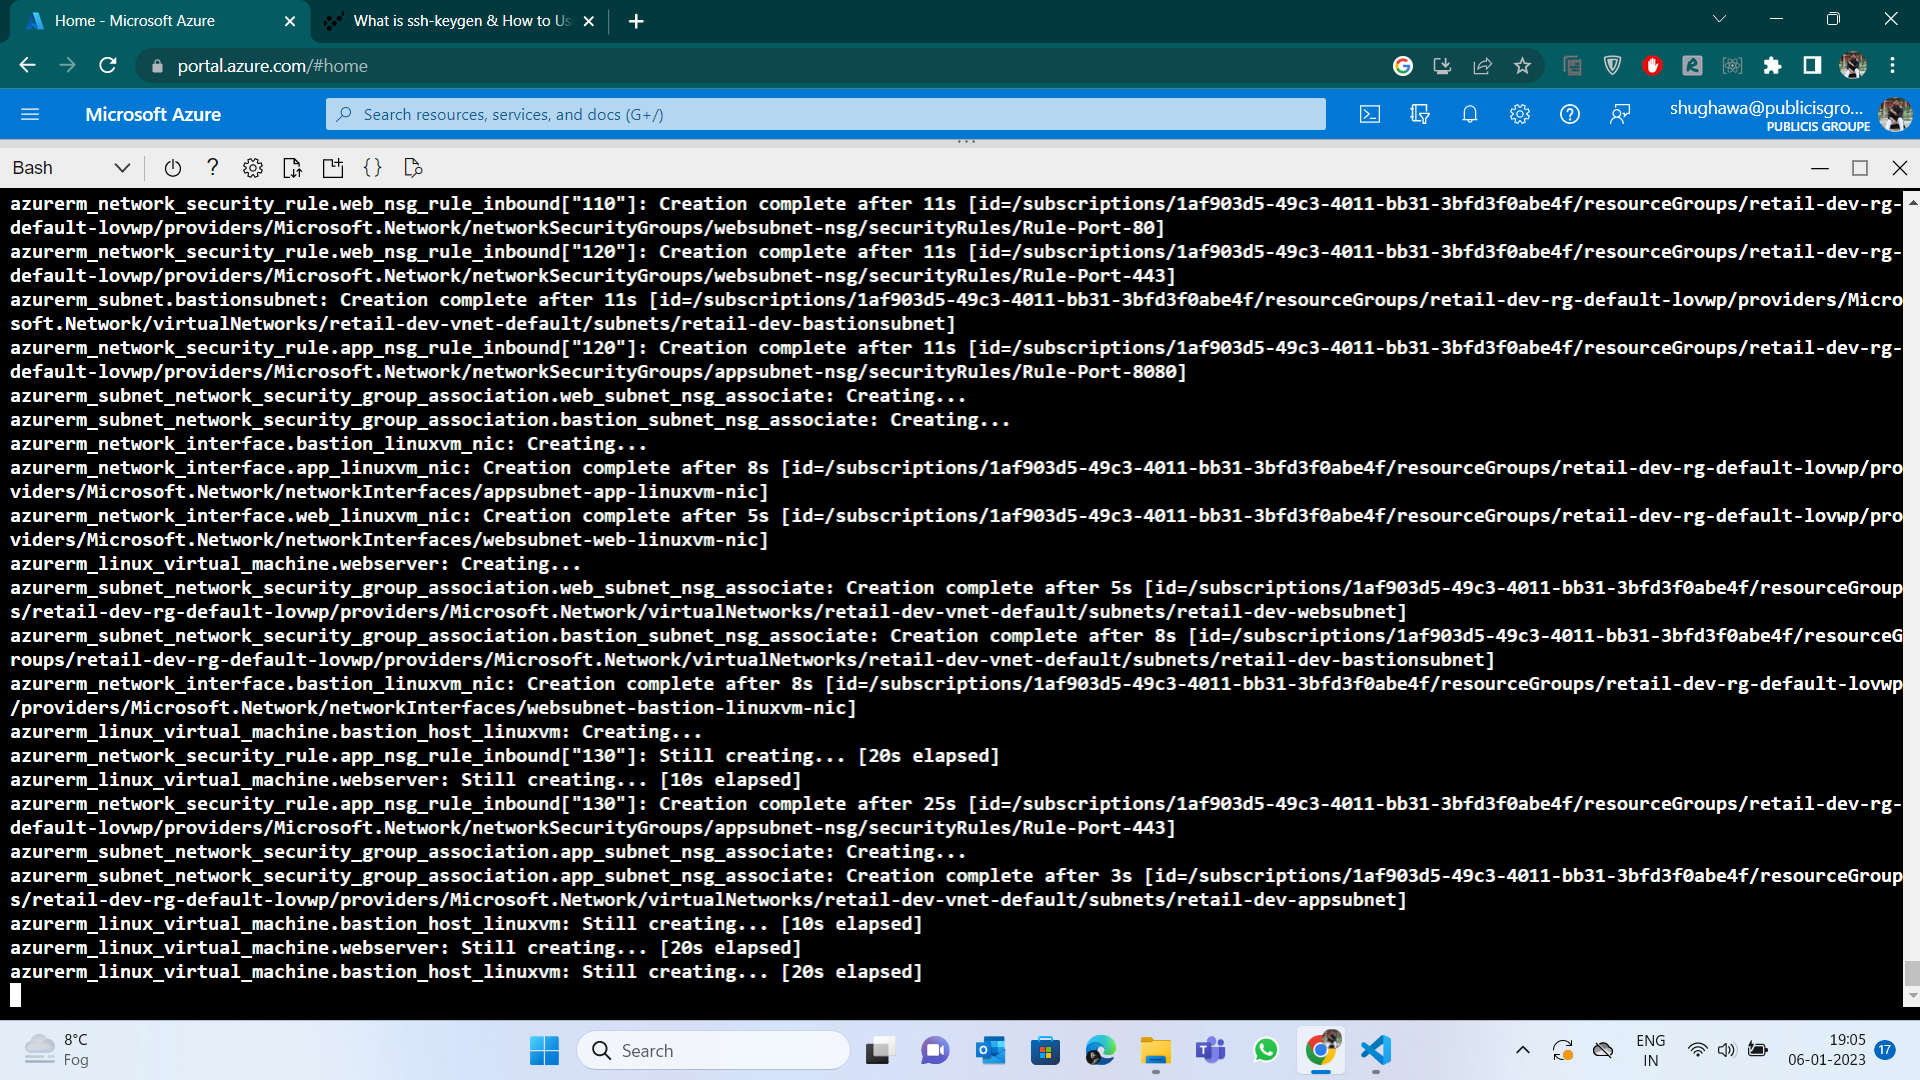 Home - Microsoft Azure
What is ssh-keygen & How to Us
portal.azure.com/#home
Microsoft Azure
Search resources, services, and docs (G+/)
shughawa@publicisgro...
PUBLICIS GROUPE
Bash
azurerm_network_security_rule.web_nsg_rule_inbound["110"]: Creation complete after 11s [id=/subscriptions/1af903d5-49c3-4011-bb31-3bfd3f0abe4f/resourceGroups/retail-dev-rg-
default-lovwp/providers/Microsoft.Network/networkSecurityGroups/websubnet-nsg/securityRules/Rule-Port-80]
azurerm_network_security_rule.web_nsg_rule_inbound["120"]: Creation complete after 11s [id=/subscriptions/1af903d5-49c3-4011-bb31-3bfd3f0abe4f/resourceGroups/retail-dev-rg-
default-lovwp/providers/Microsoft.Network/networkSecurityGroups/websubnet-nsg/securityRules/Rule-Port-443]
azurerm_subnet.bastionsubnet: Creation complete after 11s [id=/subscriptions/1af903d5-49c3-4011-bb31-3bfd3f0abe4f/resourceGroups/retail-dev-rg-default-lovwp/providers/Micro
soft.Network/virtualNetworks/retail-dev-vnet-default/subnets/retail-dev-bastionsubnet]
azurerm_network_security_rule.app_nsg_rule_inbound["120"]: Creation complete after 11s [id=/subscriptions/1af903d5-49c3-4011-bb31-3bfd3f0abe4f/resourceGroups/retail-dev-rg-
default-lovwp/providers/Microsoft.Network/networkSecurityGroups/appsubnet-nsg/securityRules/Rule-Port-8080]
azurerm_subnet_network_security_group_association.web_subnet_nsg_associate: Creating...
azurerm_subnet_network_security_group_association.bastion_subnet_nsg_associate: Creating...
azurerm_network_interface.bastion_linuxvm_nic: Creating...
azurerm_network_interface.app_linuxvm_nic: Creation complete after 8s [id=/subscriptions/1af903d5-49c3-4011-bb31-3bfd3f0abe4f/resourceGroups/retail-dev-rg-default-lovwp/pro
viders/Microsoft.Network/networkInterfaces/appsubnet-app-linuxvm-nic]
azurerm_network_interface.web_linuxvm_nic: Creation complete after 5s [id=/subscriptions/1af903d5-49c3-4011-bb31-3bfd3f0abe4f/resourceGroups/retail-dev-rg-default-lovwp/pro
viders/Microsoft.Network/networkInterfaces/websubnet-web-linuxvm-nic]
azurerm_linux_virtual_machine.webserver: Creating...
azurerm_subnet_network_security_group_association.web_subnet_nsg_associate: Creation complete after 5s [id=/subscriptions/1af903d5-49c3-4011-bb31-3bfd3f0abe4f/resourceGroup
s/retail-dev-rg-default-lovwp/providers/Microsoft.Network/virtualNetworks/retail-dev-vnet-default/subnets/retail-dev-websubnet]
azurerm_subnet_network_security_group_association.bastion_subnet_nsg_associate: Creation complete after 8s [id=/subscriptions/1af903d5-49c3-4011-bb31-3bfd3f0abe4f/resourceG
roups/retail-dev-rg-default-lovwp/providers/Microsoft.Network/virtualNetworks/retail-dev-vnet-default/subnets/retail-dev-bastionsubnet]
azurerm_network_interface.bastion_linuxvm_nic: Creation complete after 8s [id=/subscriptions/1af903d5-49c3-4011-bb31-3bfd3f0abe4f/resourceGroups/retail-dev-rg-default-lovwp
/providers/Microsoft.Network/networkInterfaces/websubnet-bastion-linuxvm-nic]
azurerm_linux_virtual_machine.bastion_host_linuxvm: Creating...
azurerm_network_security_rule.app_nsg_rule_inbound["130"]: Still creating... [20s elapsed]
azurerm_linux_virtual_machine.webserver: Still creating... [10s elapsed]
azurerm_network_security_rule.app_nsg_rule_inbound["130"]: Creation complete after 25s [id=/subscriptions/1af903d5-49c3-4011-bb31-3bfd3f0abe4f/resourceGroups/retail-dev-rg-
default-lovwp/providers/Microsoft.Network/networkSecurityGroups/appsubnet-nsg/securityRules/Rule-Port-443]
azurerm_subnet_network_security_group_association.app_subnet_nsg_associate: Creating...
azurerm_subnet_network_security_group_association.app_subnet_nsg_associate: Creation complete after 3s [id=/subscriptions/1af903d5-49c3-4011-bb31-3bfd3f0abe4f/resourceGroup
s/retail-dev-rg-default-lovwp/providers/Microsoft.Network/virtualNetworks/retail-dev-vnet-default/subnets/retail-dev-appsubnet]
azurerm_linux_virtual_machine.bastion_host_linuxvm: Still creating... [10s elapsed]
azurerm_linux_virtual_machine.webserver: Still creating... [20s elapsed]
azurerm_linux_virtual_machine.bastion_host_linuxvm: Still creating... [20s elapsed]
8°C
Fog
Search
ENG
IN
19:05
06-01-2023
17